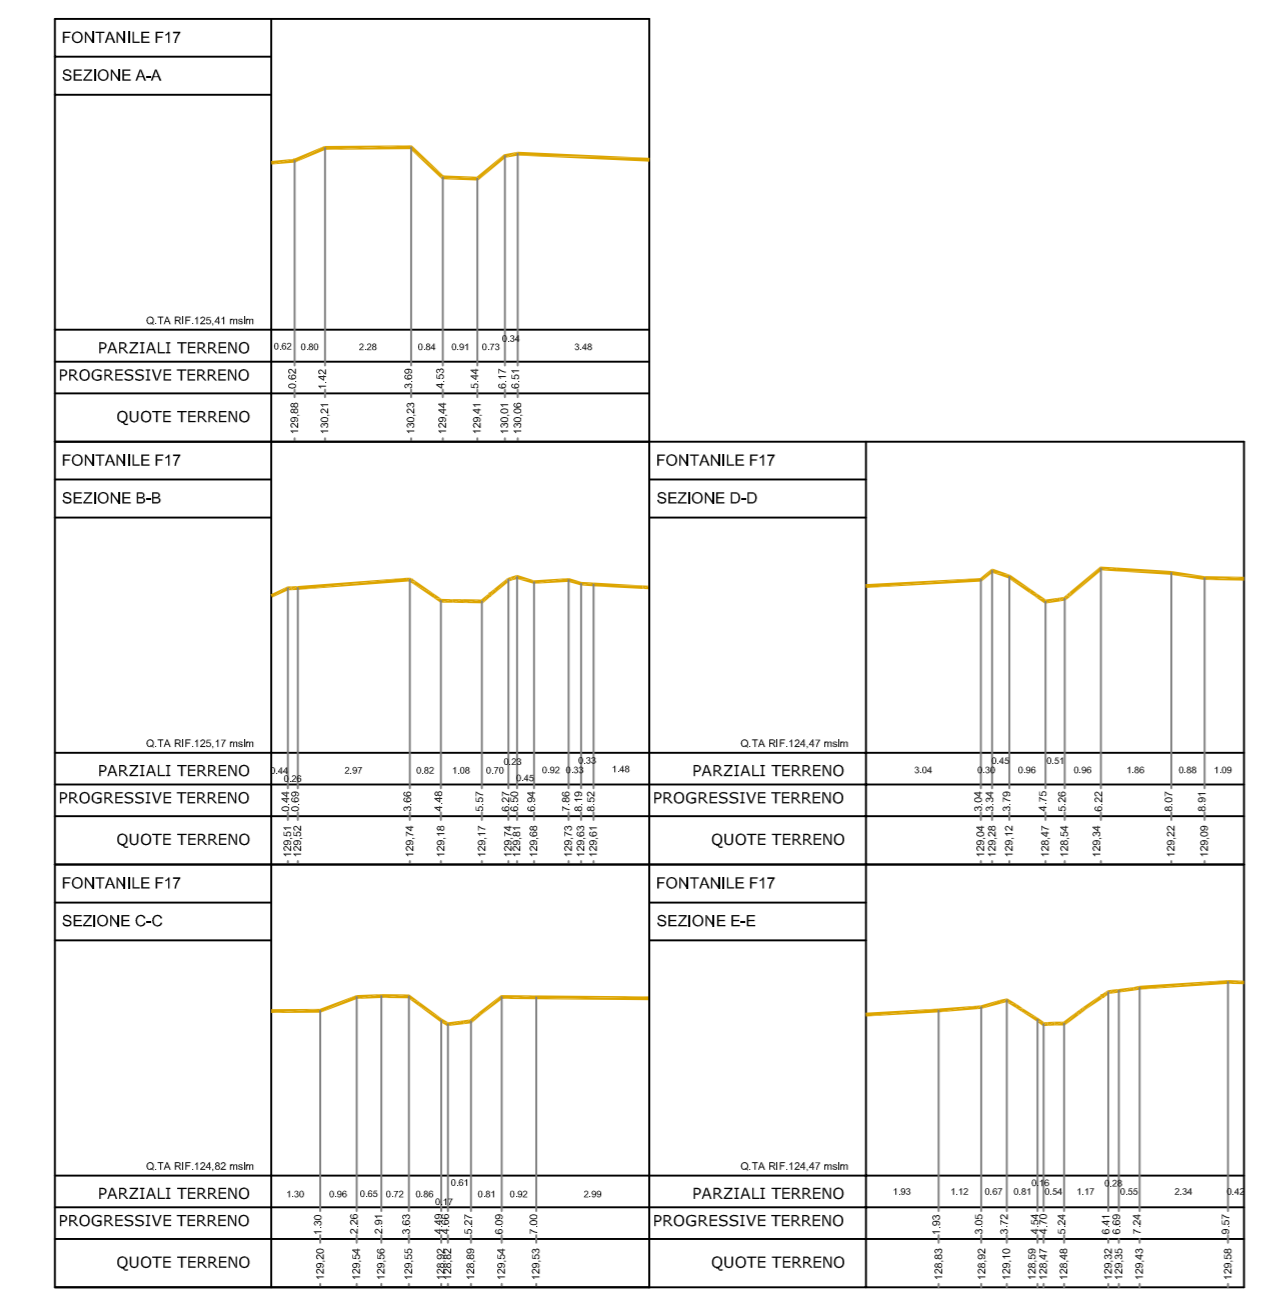 FONTANILE F17
SEZIONE A-A
Q.TA RIF.125,41 mslm
PARZIALI TERRENO 0.62 0.80 2.28 0.84 0.91 0.73 0.34 3.48
PROGRESSIVE TERRENO 0.62 1.42 3.69 4.53 5.44 6.17 6.51
QUOTE TERRENO 129,88 130,21 130,23 129,44 129,41 130,01 130,06
FONTANILE F17
SEZIONE B-B
Q.TA RIF.125,17 mslm
PARZIALI TERRENO 0.44 0.26 2.97 0.82 1.08 0.70 0.23 0.45 0.92 0.33 0.33 1.48
PROGRESSIVE TERRENO 0.44 0.69 3.66 4.48 5.57 6.27 6.50 6.94 7.86 8.19 8.52
QUOTE TERRENO 129,51 129,52 129,74 129,18 129,17 129,74 129,81 129,68 129,73 129,63 129,61
FONTANILE F17
SEZIONE D-D
Q.TA RIF.124,47 mslm
PARZIALI TERRENO 3.04 0.30 0.45 0.96 0.51 0.96 1.86 0.88 1.09
PROGRESSIVE TERRENO 3.04 3.34 3.79 4.75 5.26 6.22 8.07 8.91
QUOTE TERRENO 129,04 129,28 129,12 128,47 128,54 129,34 129,22 129,09
FONTANILE F17
SEZIONE C-C
Q.TA RIF.124,82 mslm
PARZIALI TERRENO 1.30 0.96 0.65 0.72 0.86 0.17 0.61 0.81 0.92 2.99
PROGRESSIVE TERRENO 1.30 2.26 2.91 3.63 4.49 4.66 5.27 6.09 7.00
QUOTE TERRENO 129,20 129,54 129,56 129,55 128,92 128,82 128,89 129,54 129,53
FONTANILE F17
SEZIONE E-E
Q.TA RIF.124,47 mslm
PARZIALI TERRENO 1.93 1.12 0.67 0.81 0.16 0.54 1.17 0.28 0.55 2.34 0.42
PROGRESSIVE TERRENO 1.93 3.05 3.72 4.54 4.70 5.24 6.41 6.69 7.24 9.57
QUOTE TERRENO 128,83 128,92 129,10 128,59 128,47 128,48 129,32 129,35 129,43 129,58